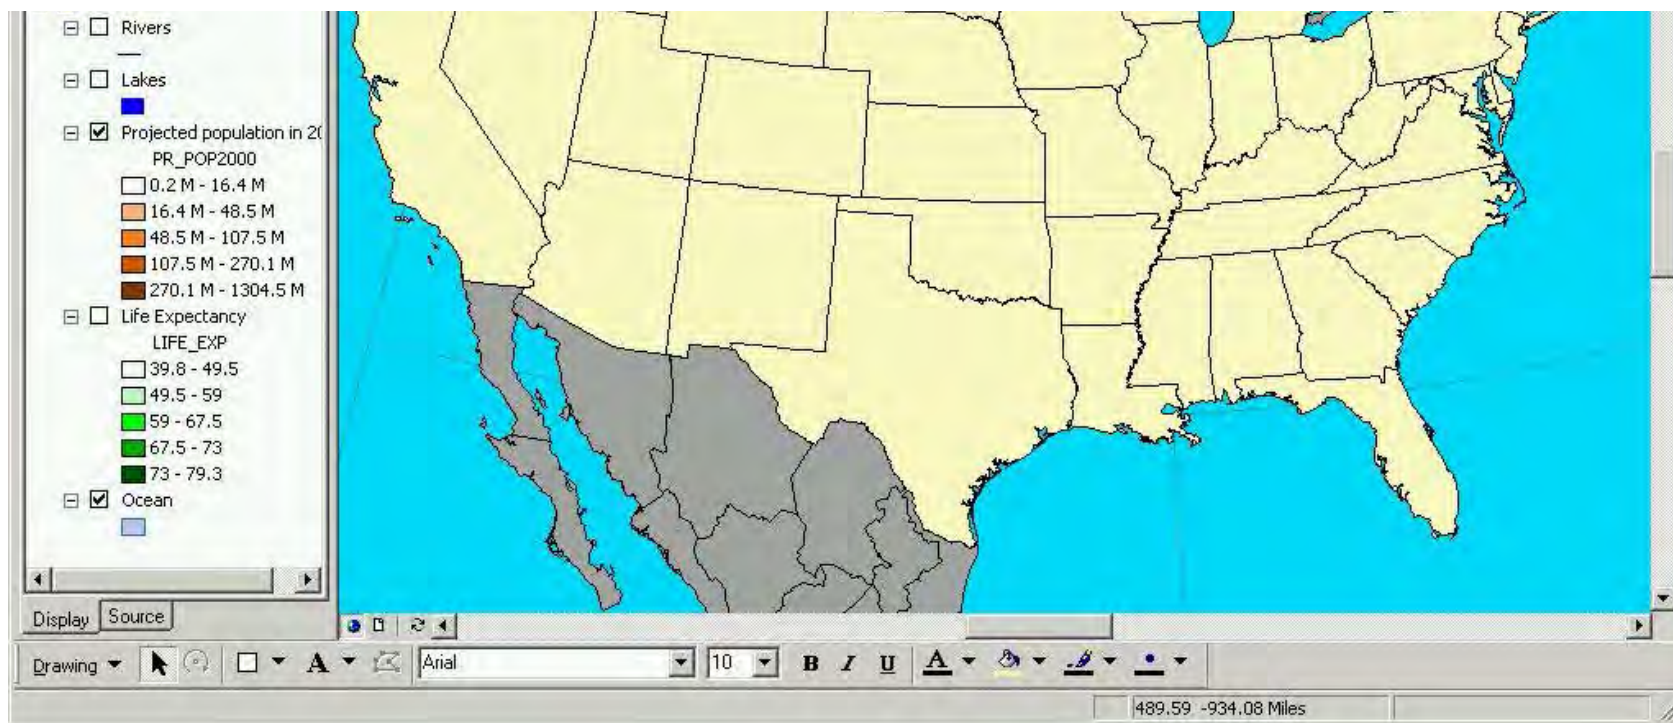 Rivers
Lakes
Projected population in 20
PR_POP2000
0.2 M - 16.4 M
16.4 M - 48.5 M
48.5 M - 107.5 M
107.5 M - 270.1 M
270.1 M - 1304.5 M
Life Expectancy
LIFE_EXP
39.8 - 49.5
49.5 - 59
59 - 67.5
67.5 - 73
73 - 79.3
Ocean
Display Source
Drawing A Arial 10 B I U A
489.59 -934.08 Miles